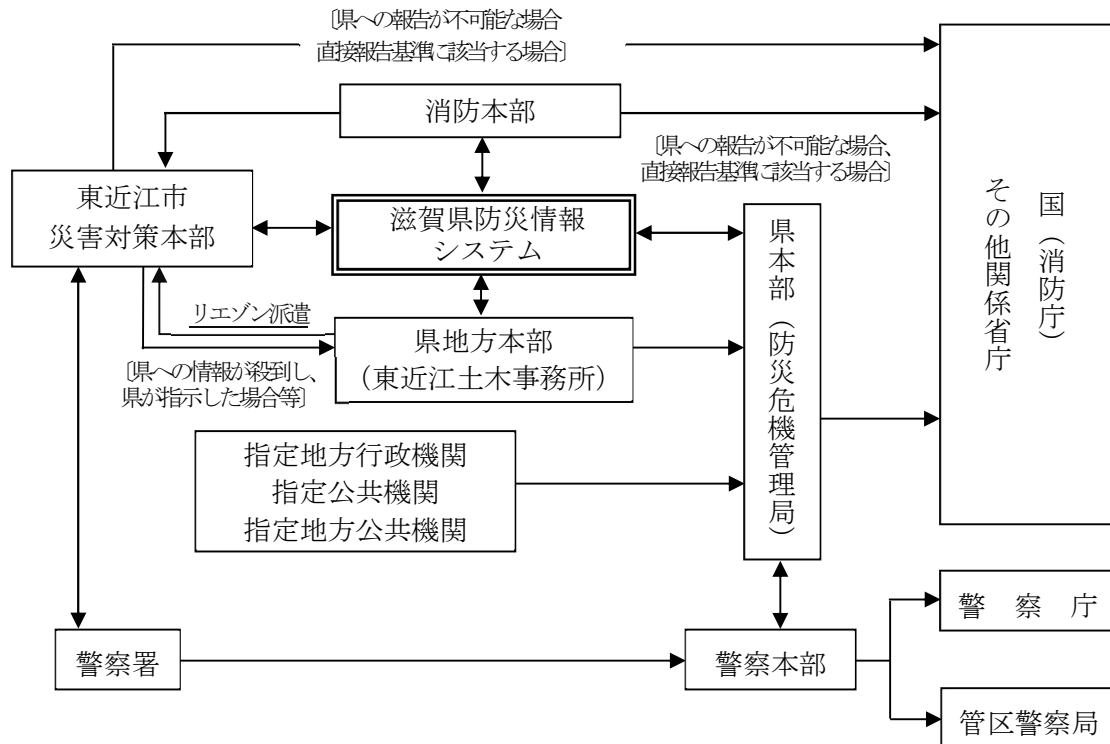 〔県への報告が不可能な場合
直接報告基準に該当する場合〕
消防本部
〔県への報告が不可能な場合、
直接報告基準に該当する場合〕
東近江市
災害対策本部
滋賀県防災情報
システム
県本部（防災危機管理局）
国（消防庁）
その他関係省庁
リエゾン派遣
県地方本部
（東近江土木事務所）
〔県への情報が殺到し、
県が指示した場合等〕
指定地方行政機関
指定公共機関
指定地方公共機関
警察署
警察本部
警察庁
管区警察局